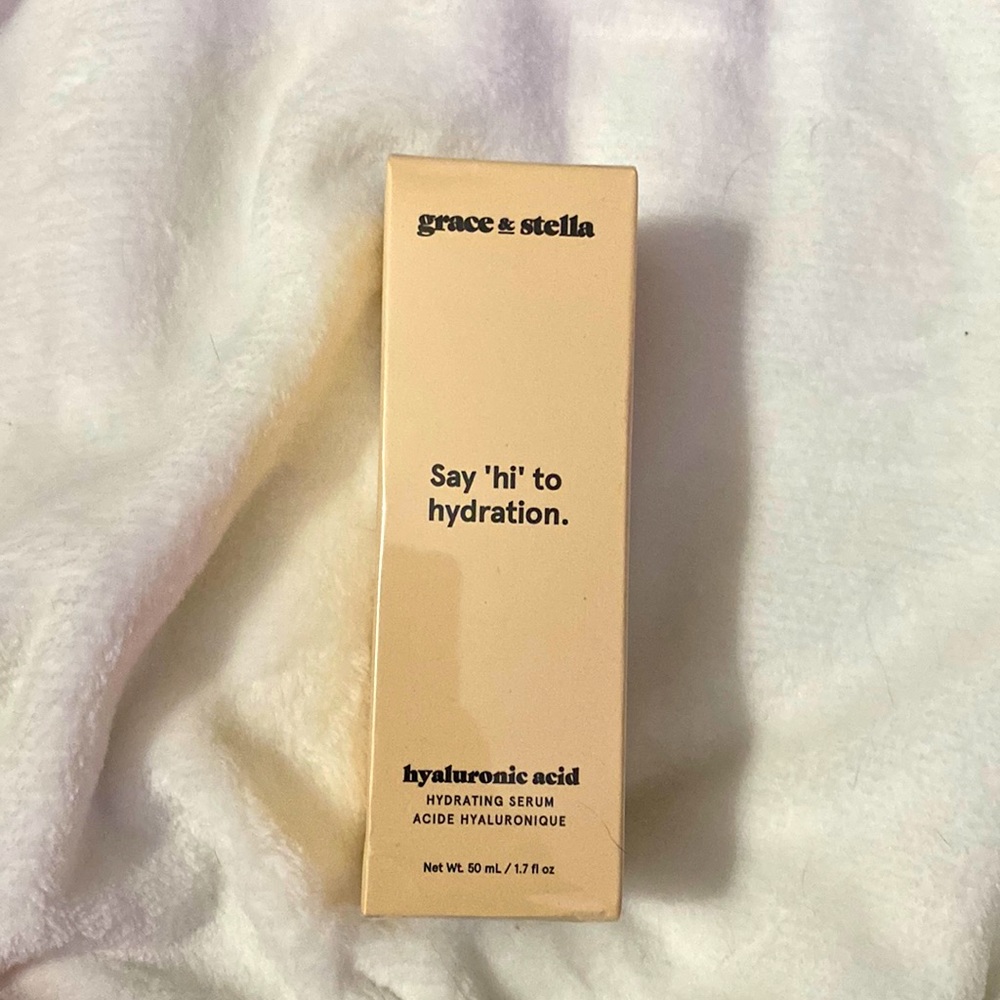 grace & stella
Say 'hi' to
hydration.
hyaluronic acid
HYDRATING SERUM
ACIDE HYALURONIQUE
Net Wt. 50 mL / 1.7 fl oz